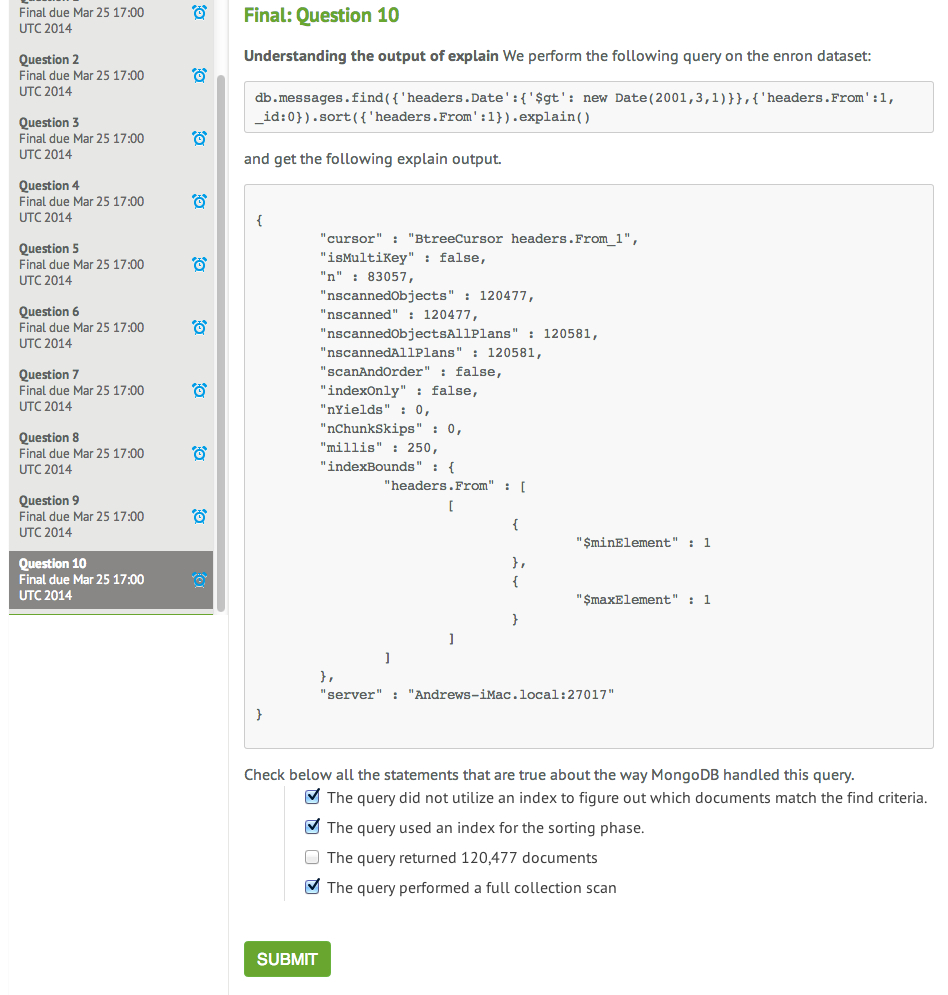 Final due Mar 25 17:00
UTC 2014
Question 2
Final due Mar 25 17:00
UTC 2014
Question 3
Final due Mar 25 17:00
UTC 2014
Question 4
Final due Mar 25 17:00
UTC 2014
Question 5
Final due Mar 25 17:00
UTC 2014
Question 6
Final due Mar 25 17:00
UTC 2014
Question 7
Final due Mar 25 17:00
UTC 2014
Question 8
Final due Mar 25 17:00
UTC 2014
Question 9
Final due Mar 25 17:00
UTC 2014
Question 10
Final due Mar 25 17:00
UTC 2014
Final: Question 10
Understanding the output of explain We perform the following query on the enron dataset:
db.messages.find({'headers.Date':{'$gt': new Date(2001,3,1)}},{'headers.From':1,
_id:0}).sort({'headers.From':1}).explain()
and get the following explain output.
{
"cursor" : "BtreeCursor headers.From_1",
"isMultiKey" : false,
"n" : 83057,
"nscannedObjects" : 120477,
"nscanned" : 120477,
"nscannedObjectsAllPlans" : 120581,
"nscannedAllPlans" : 120581,
"scanAndOrder" : false,
"indexOnly" : false,
"nYields" : 0,
"nChunkSkips" : 0,
"millis" : 250,
"indexBounds" : {
"headers.From" : [
[
{
"$minElement" : 1
},
{
"$maxElement" : 1
}
]
]
},
"server" : "Andrews-iMac.local:27017"
}
Check below all the statements that are true about the way MongoDB handled this query.
The query did not utilize an index to figure out which documents match the find criteria.
The query used an index for the sorting phase.
The query returned 120,477 documents
The query performed a full collection scan
SUBMIT